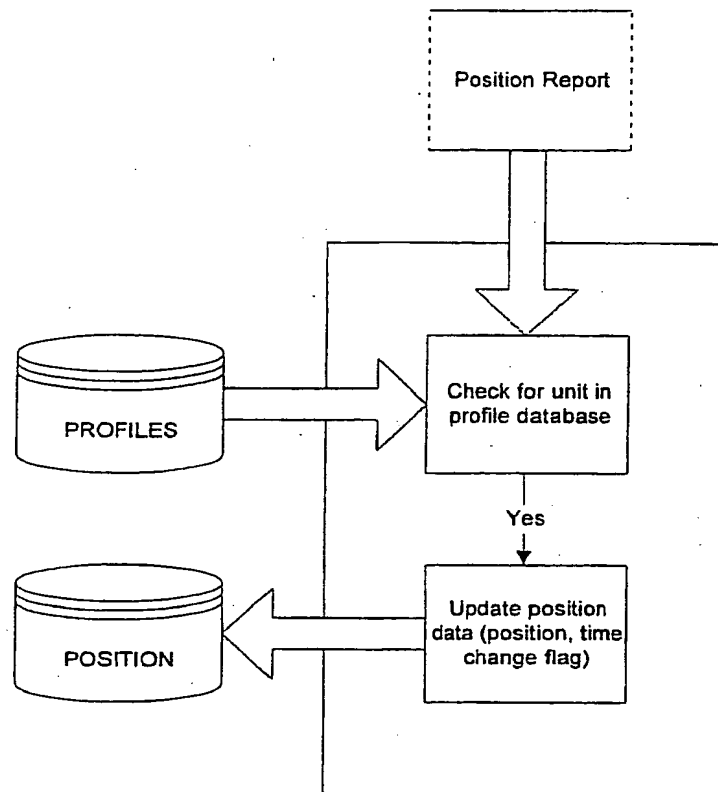 Position Report
Check for unit in
profile database
PROFILES
Yes
Update position
data (position, time
change flag)
POSITION